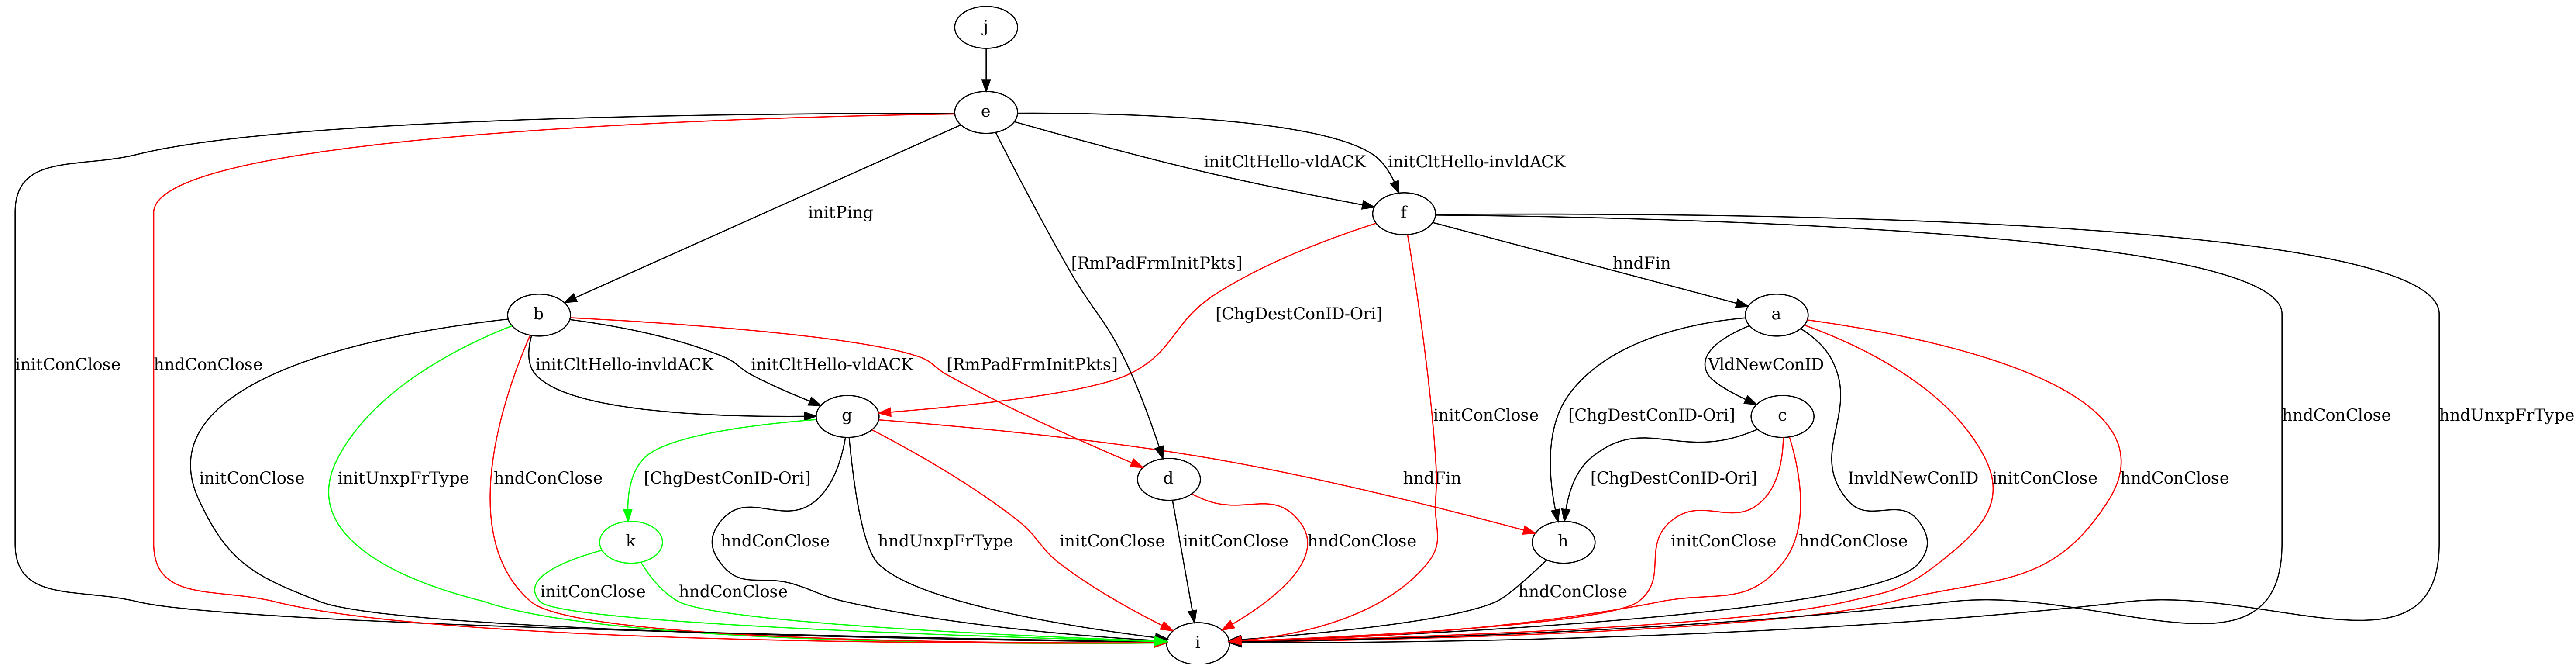 j
e
initCltHello-vldACK
initCltHello-invldACK
initPing
f
[RmPadFrmInitPkts]
hndFin
b
[ChgDestConID-Ori]
a
initConClose
hndConClose
initCltHello-invldACK
initCltHello-vldACK
[RmPadFrmInitPkts]
VldNewConID
g
initConClose
[ChgDestConID-Ori]
c
hndConClose
hndUnxpFrType
initConClose
initUnxpFrType
hndConClose
[ChgDestConID-Ori]
d
hndFin
[ChgDestConID-Ori]
InvldNewConID
initConClose
hndConClose
k
hndConClose
hndUnxpFrType
initConClose
initConClose
hndConClose
h
initConClose
hndConClose
initConClose
hndConClose
hndConClose
i